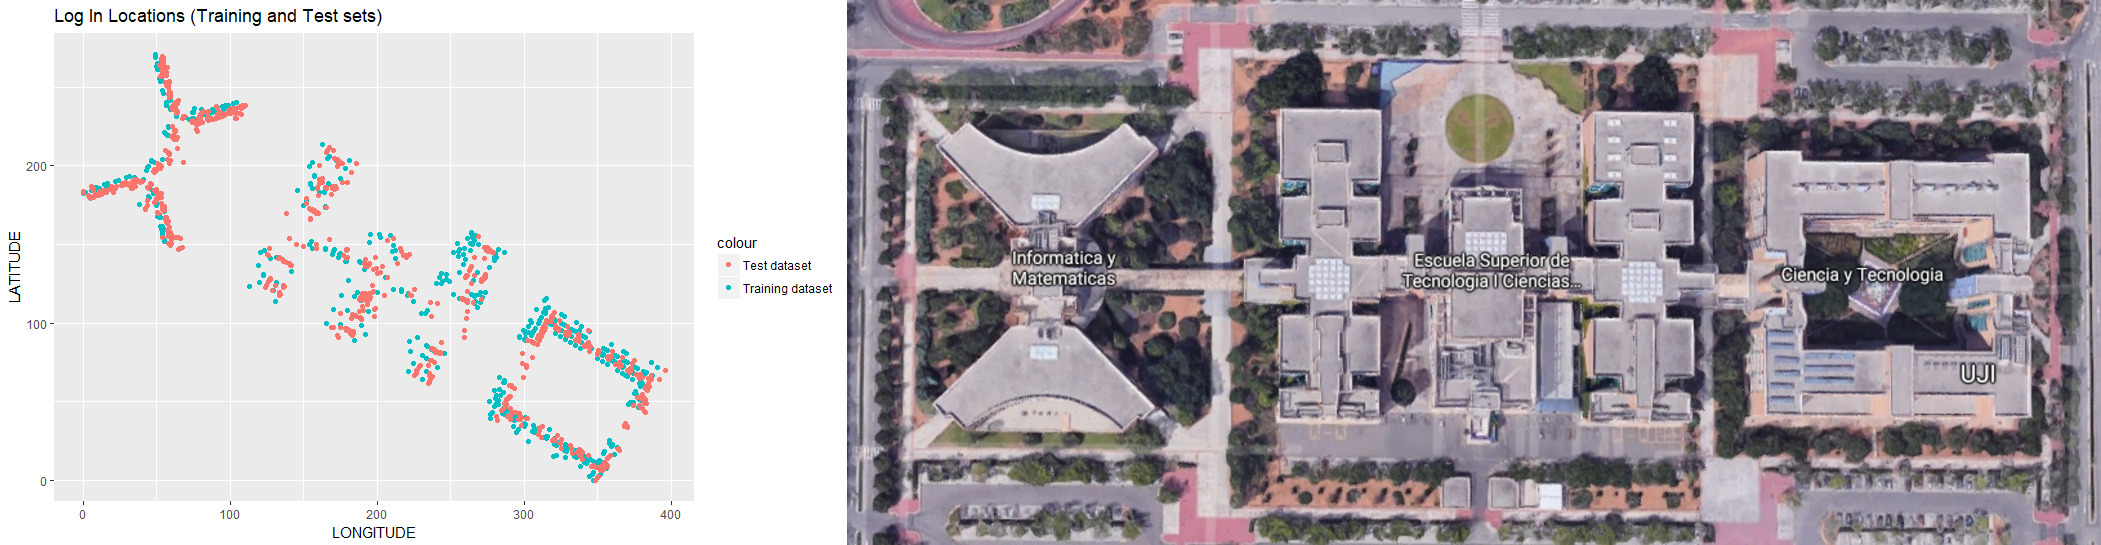 Log In Locations (Training and Test sets)
LATITUDE
200
100
0
0
100
200
300
400
LONGITUDE
colour
Test dataset
Training dataset
Informatica y
Matematicas
Escuela Superior de
Tecnologia I Ciencias...
Ciencia y Tecnologia
UJI